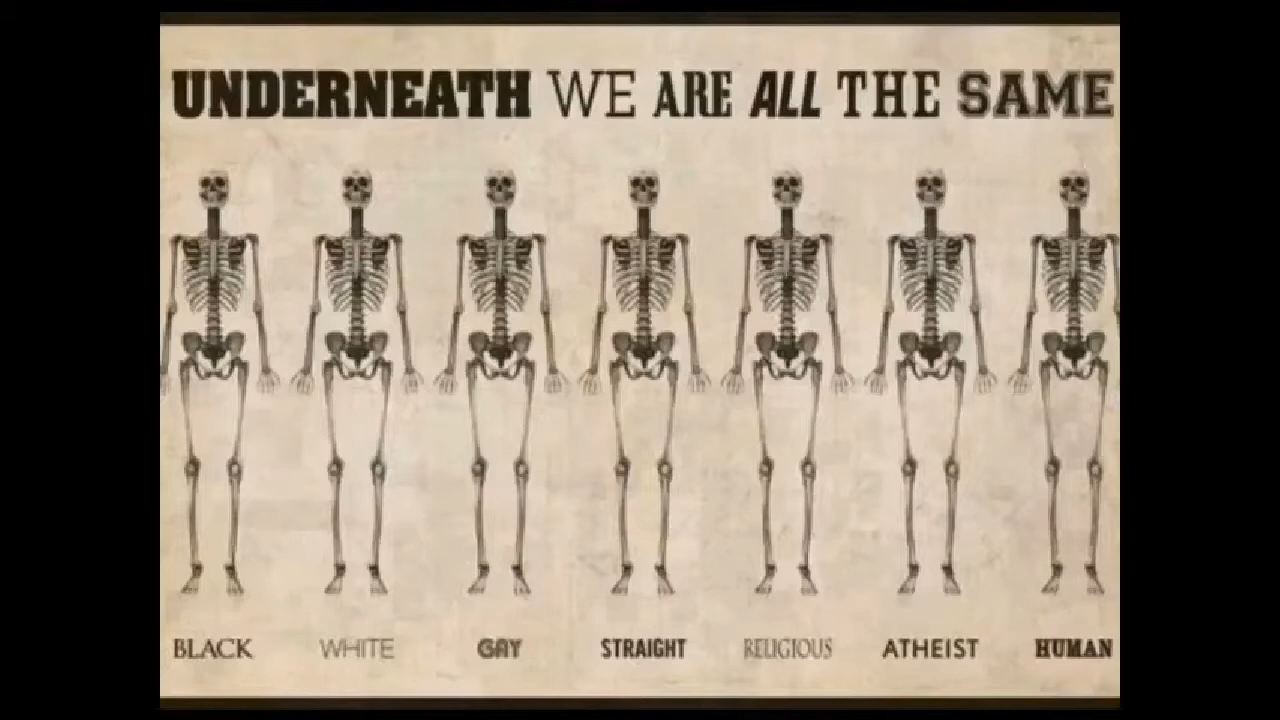 UNDERNEATH WE ARE ALL THE SAME
BLACK WHITE GAY STRAIGHT RELIGIOUS ATHEIST HUMAN